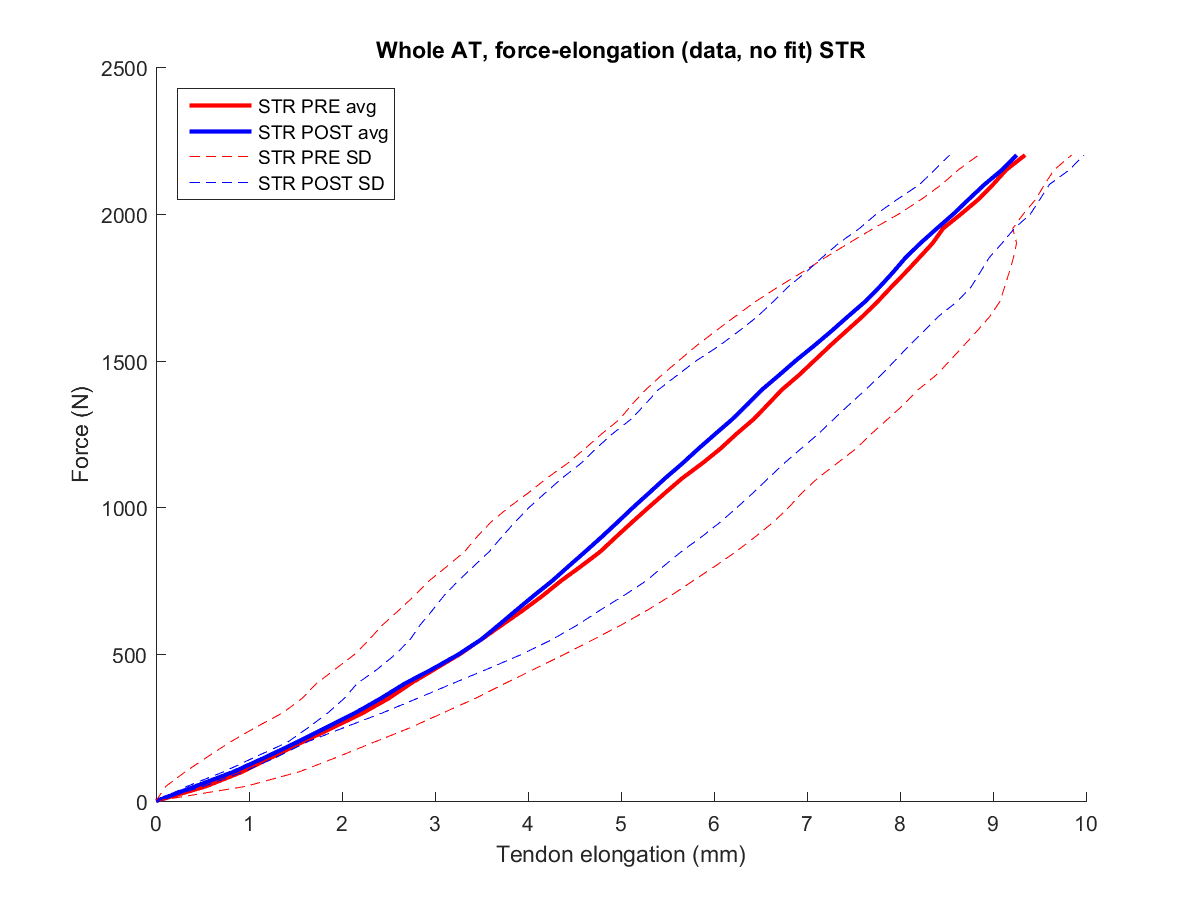 Whole AT, force-elongation (data, no fit) STR
2500
2000
1500
1000
500
0
Force (N)
STR PRE avg
STR POST avg
STR PRE SD
STR POST SD
0 1 2 3 4 5 6 7 8 9 10
Tendon elongation (mm)